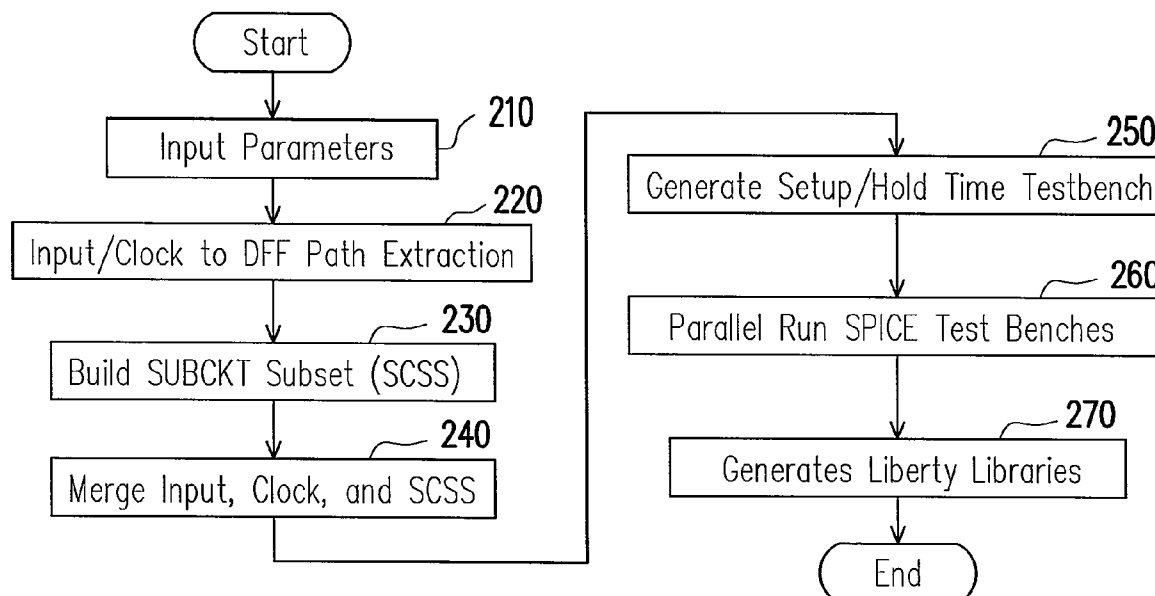 Start
210
Input Parameters
220
Input/Clock to DFF Path Extraction
230
Build SUBCKT Subset (SCSS)
240
Merge Input, Clock, and SCSS
250
Generate Setup/Hold Time Testbench
260
Parallel Run SPICE Test Benches
270
Generates Liberty Libraries
End